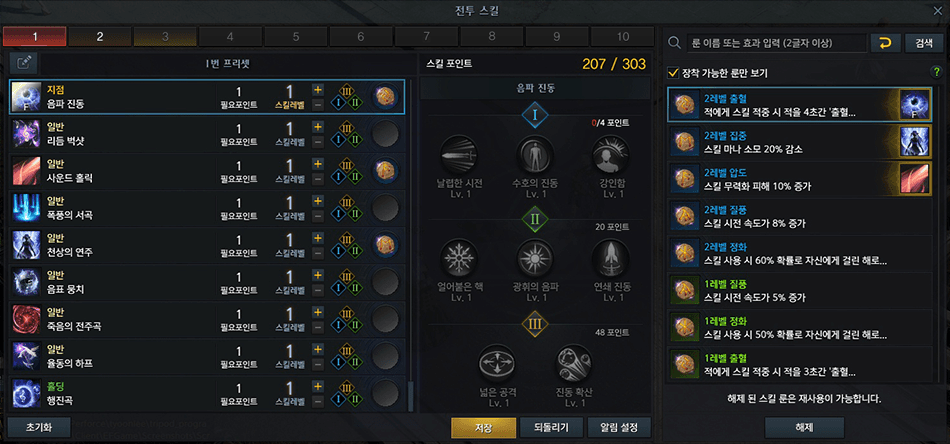 전투 스킬
1 2 3 4 5 6 7 8 9 10
1번 프리셋
지점
음파 진동
1 필요포인트
1 스킬레벨
F
일반
리듬 벅샷
1 필요포인트
1 스킬레벨
일반
사운드 홀릭
1 필요포인트
1 스킬레벨
일반
폭풍의 서곡
1 필요포인트
1 스킬레벨
일반
천상의 연주
1 필요포인트
1 스킬레벨
일반
음표 뭉치
1 필요포인트
1 스킬레벨
일반
죽음의 전주곡
1 필요포인트
1 스킬레벨
일반
율동의 하프
1 필요포인트
1 스킬레벨
홀딩
행진곡
1 필요포인트
1 스킬레벨
초기화
스킬 포인트 207 / 303
음파 진동
I
0/4 포인트
날렵한 시전 수호의 진동 강인함
Lv. 1 Lv. 1 Lv. 1
II
20 포인트
얼어붙은 핵 광휘의 음파 연쇄 진동
Lv. 1 Lv. 1 Lv. 1
III
48 포인트
넓은 공격 진동 확산
Lv. 1 Lv. 1
저장 되돌리기 알림 설정
룬 이름 또는 효과 입력 (2글자 이상) 검색
장착 가능한 룬만 보기 ?
2레벨 출혈
적에게 스킬 적중 시 적을 4초간 '출혈...
F
2레벨 집중
스킬 마나 소모 20% 감소
2레벨 압도
스킬 무력화 피해 10% 증가
2레벨 질풍
스킬 시전 속도가 8% 증가
2레벨 정화
스킬 사용 시 60% 확률로 자신에게 걸린 해로...
1레벨 질풍
스킬 시전 속도가 5% 증가
1레벨 정화
스킬 사용 시 50% 확률로 자신에게 걸린 해로...
1레벨 출혈
적에게 스킬 적중 시 적을 3초간 '출혈...
해제 된 스킬 룬은 재사용이 가능합니다.
해제